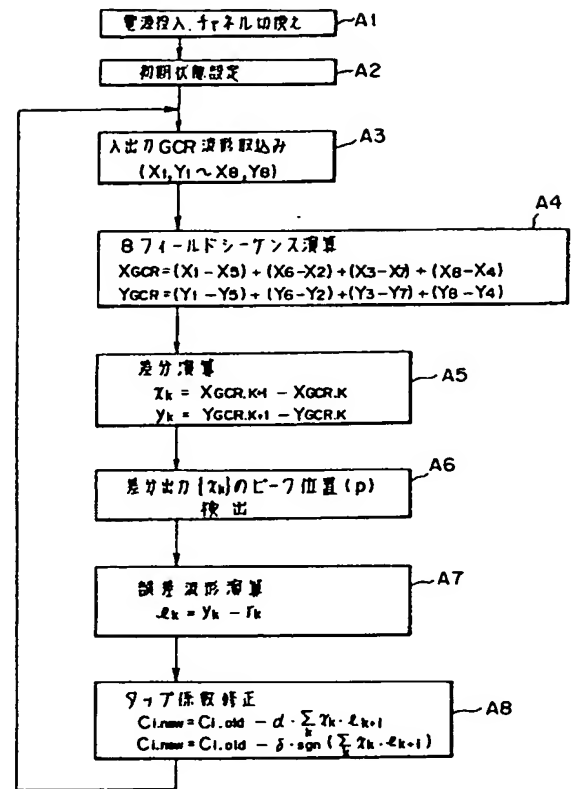 電源投入.チャネル切換え
A1
初期状態設定
A2
入出力GCR波形取込み
(X1,Y1～X8,Y8)
A3
A4
8フィールドシーケンス演算
XGCR=(X1-X5)+(X6-X2)+(X3-X7)+(X8-X4)
YGCR=(Y1-Y5)+(Y6-Y2)+(Y3-Y7)+(Y8-Y4)
差分演算
xk = XGCR.K+1 - XGCR.K
yk = YGCR.K+1 - YGCR.K
A5
差分出力{xk}のピーク位置(p)
検出
A6
誤差波形演算
ek = yk - rk
A7
タップ係数修正
Ci.new = Ci.old - α・Σk xk・ek+i
Ci.new = Ci.old - δ・sgn(Σk xk・ek+i)
A8